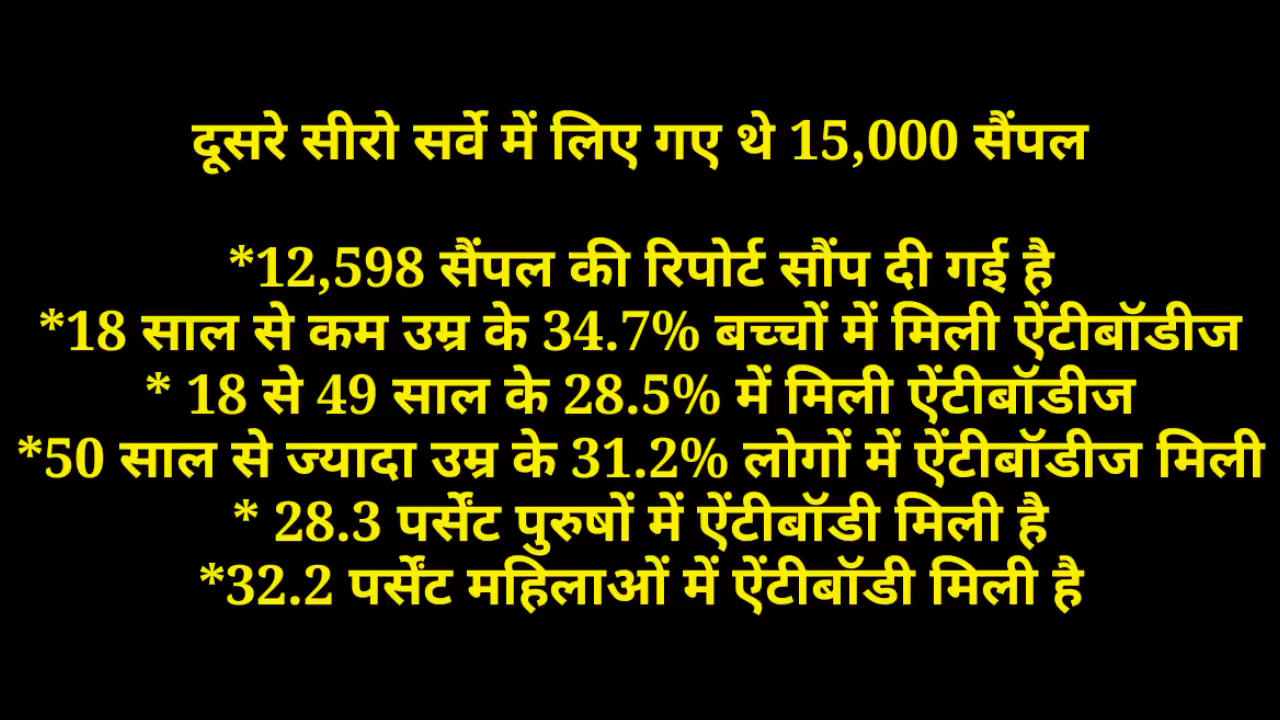 दूसरे सीरो सर्वे में लिए गए थे 15,000 सैंपल
*12,598 सैंपल की रिपोर्ट सौंप दी गई है
*18 साल से कम उम्र के 34.7% बच्चों में मिली ऐंटीबॉडीज
* 18 से 49 साल के 28.5% में मिली ऐंटीबॉडीज
*50 साल से ज्यादा उम्र के 31.2% लोगों में ऐंटीबॉडीज मिली
* 28.3 पर्सेंट पुरुषों में ऐंटीबॉडी मिली है
*32.2 पर्सेंट महिलाओं में ऐंटीबॉडी मिली है